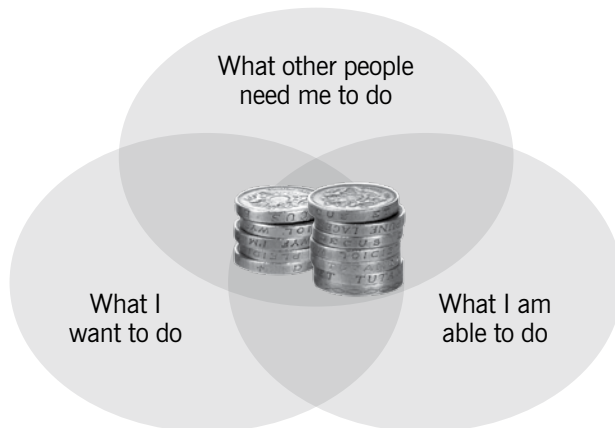 What other people
need me to do
What I
want to do
What I am
able to do